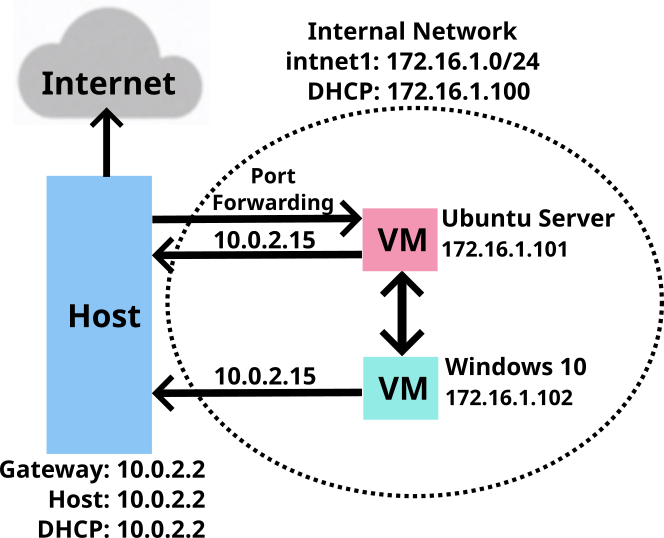 Internal Network
intnet1: 172.16.1.0/24
DHCP: 172.16.1.100
Internet
Port
Forwarding
10.0.2.15
VM
Ubuntu Server
172.16.1.101
Host
10.0.2.15
VM
Windows 10
172.16.1.102
Gateway: 10.0.2.2
Host: 10.0.2.2
DHCP: 10.0.2.2